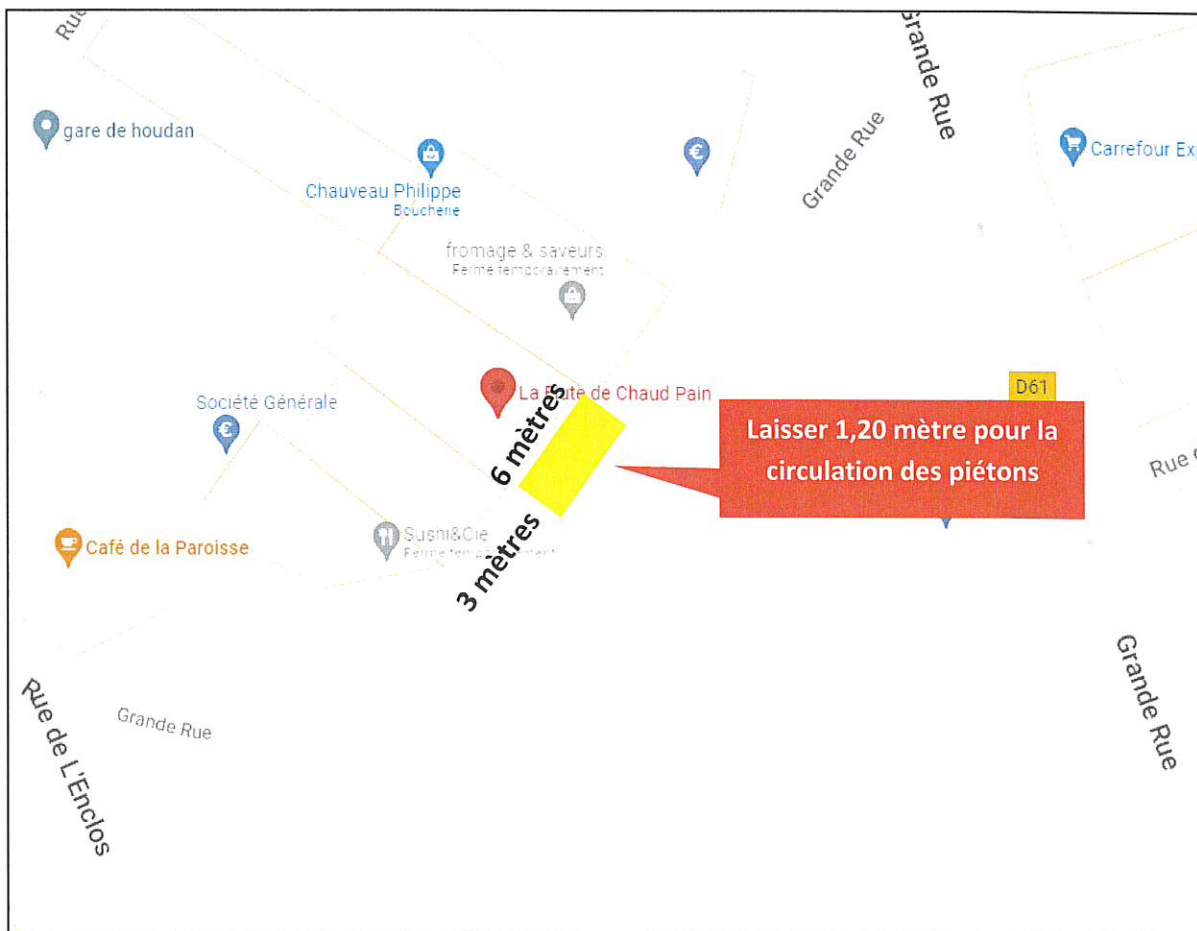 Rue
Grande Rue
gare de houdan
Grande Rue
Chauveau Philippe
Boucherie
Carrefour Exp
fromage & saveurs
Fermé temporairement
Société Générale
La Flute de Chaud Pain
D61
6 mètres
Laisser 1,20 mètre pour la
circulation des piétons
Rue
Café de la Paroisse
Sushi&Cie
3 mètres
Rue de L'Enclos
Grande Rue
Grande Rue